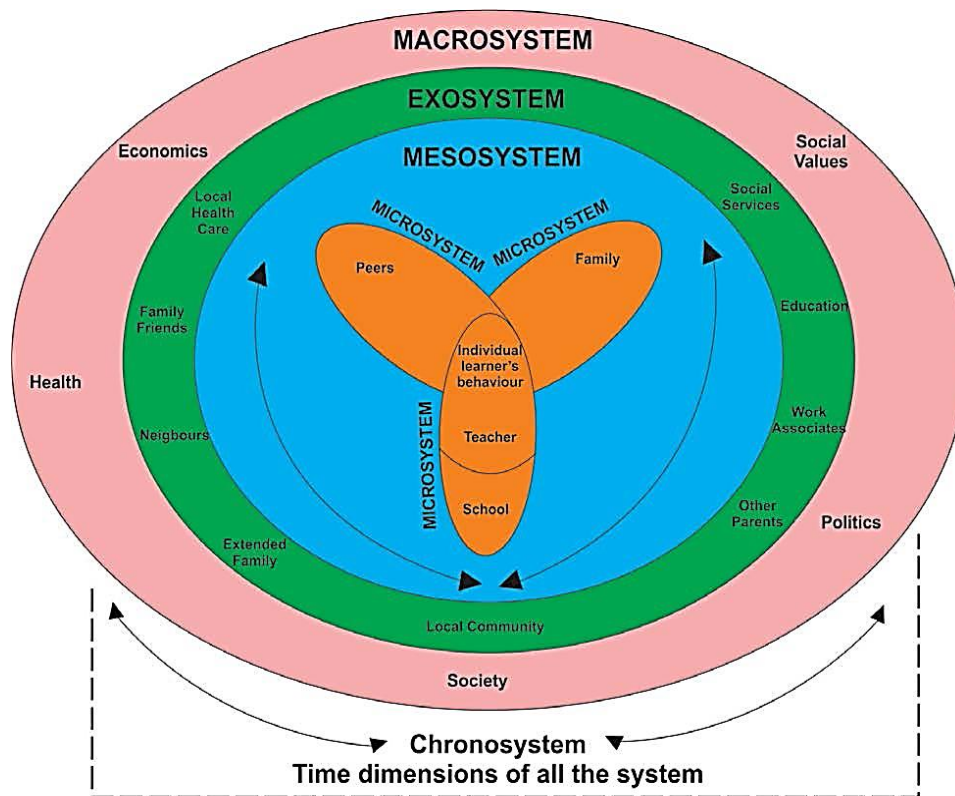 MACROSYSTEM
EXOSYSTEM
MESOSYSTEM
Economics
Social
Values
Local
Health
Care
Social
Services
MICROSYSTEM
MICROSYSTEM
Peers
Family
Family
Friends
Education
Individual
learner's
behaviour
Health
Neigbours
Work
Associates
MICROSYSTEM
Teacher
School
Other
Parents
Politics
Extended
Family
Local Community
Society
Chronosystem
Time dimensions of all the system